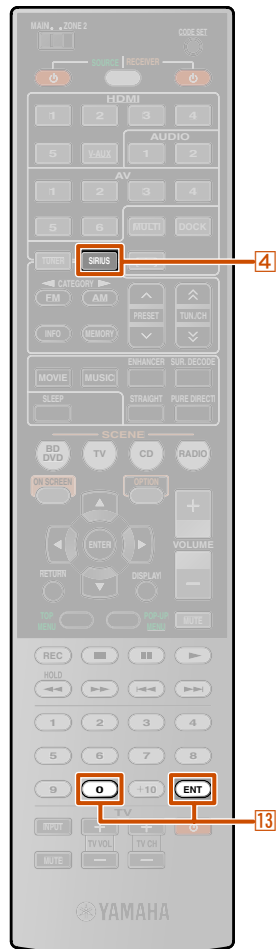 MAIN ZONE 2
CODE SET
SOURCE RECEIVER
HDMI
1 2 3 4
AUDIO
5 V-AUX 1 2
AV
1 2 3 4
5 6 MULTI DOCK
TUNER SIRIUS
4
CATEGORY
FM AM
PRESET TUN./CH
INFO MEMORY
ENHANCER SUR. DECODE
MOVIE MUSIC
SLEEP STRAIGHT PURE DIRECT
SCENE
BD DVD TV CD RADIO
ON SCREEN OPTION
+
ENTER
VOLUME
RETURN DISPLAY
−
TOP MENU POP-UP MENU MUTE
REC
HOLD
1 2 3 4
5 6 7 8
9 0 +10 ENT
13
TV
INPUT + +
TV VOL TV CH
MUTE − −
YAMAHA